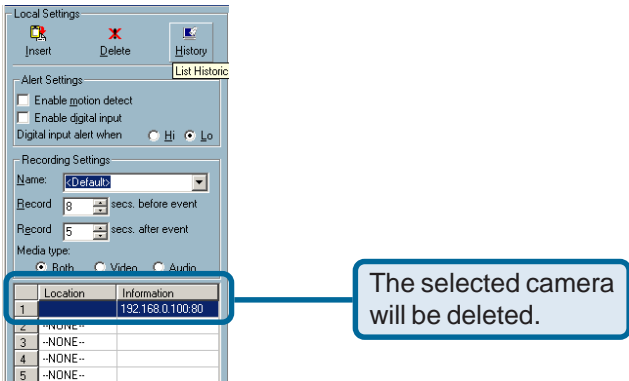 Local Settings
Insert Delete History
List Historic
Alert Settings
Enable motion detect
Enable digital input
Digital input alert when Hi Lo
Recording Settings
Name: <Default>
Record 8 secs. before event
Record 5 secs. after event
Media type:
Both Video Audio
Location Information
1 192.168.0.100:80
2 --NONE--
3 --NONE--
4 --NONE--
5 --NONE--
The selected camera
will be deleted.